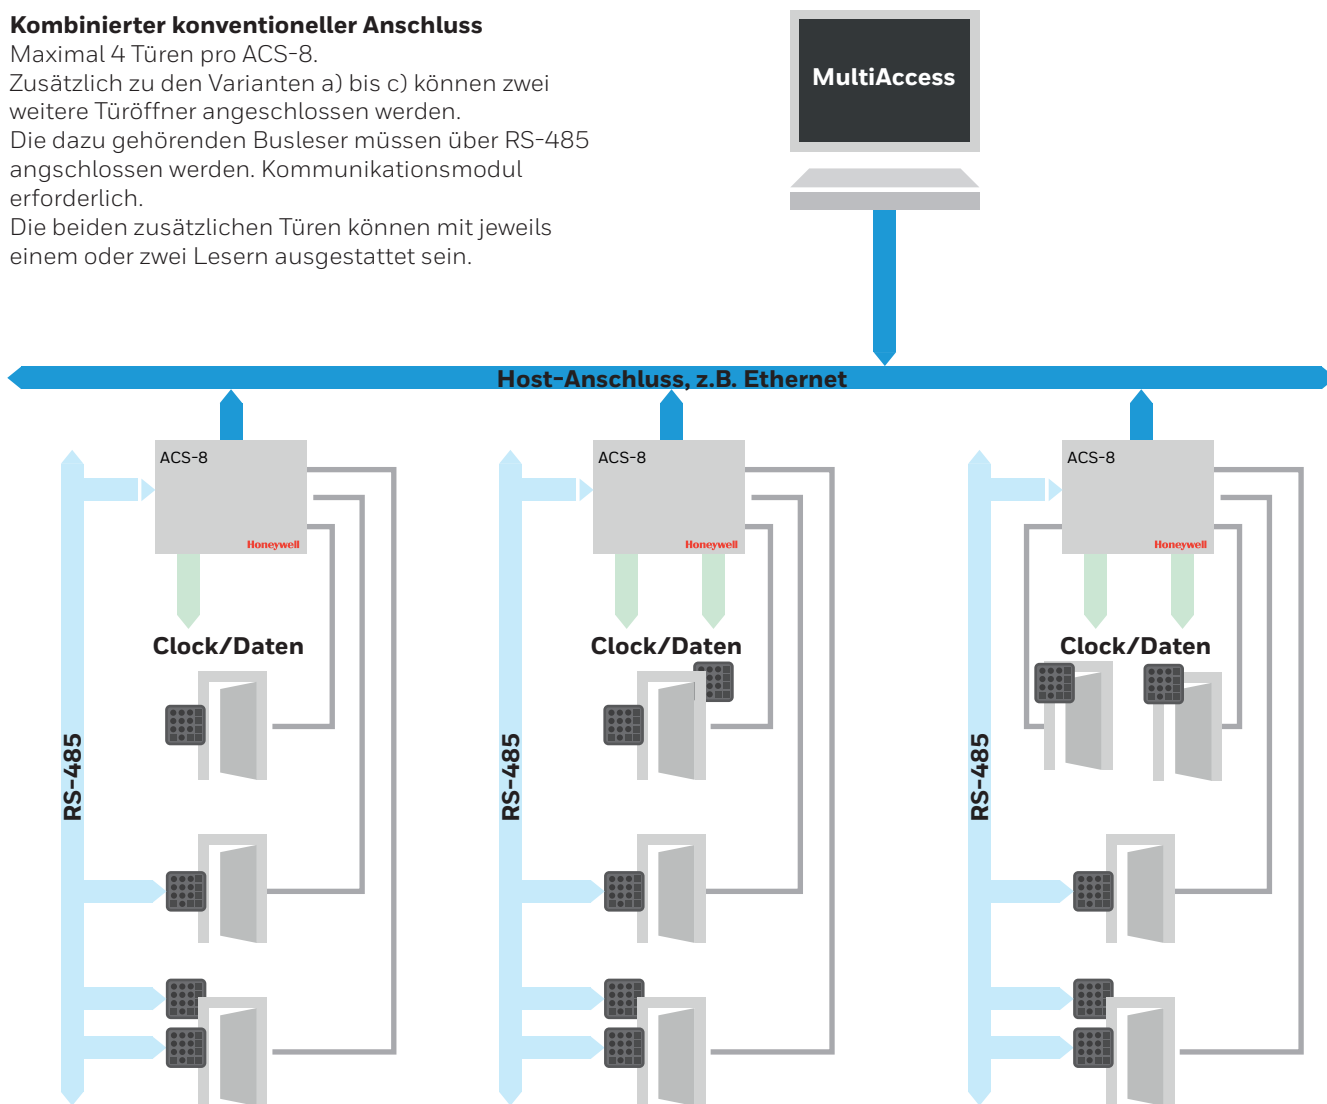 Kombinierter konventioneller Anschluss
Maximal 4 Türen pro ACS-8.
Zusätzlich zu den Varianten a) bis c) können zwei
weitere Türöffner angeschlossen werden.
Die dazu gehörenden Busleser müssen über RS-485
angschlossen werden. Kommunikationsmodul
erforderlich.
Die beiden zusätzlichen Türen können mit jeweils
einem oder zwei Lesern ausgestattet sein.
MultiAccess
Host-Anschluss, z.B. Ethernet
ACS-8
Honeywell
Clock/Daten
RS-485
ACS-8
Honeywell
Clock/Daten
RS-485
ACS-8
Honeywell
Clock/Daten
RS-485